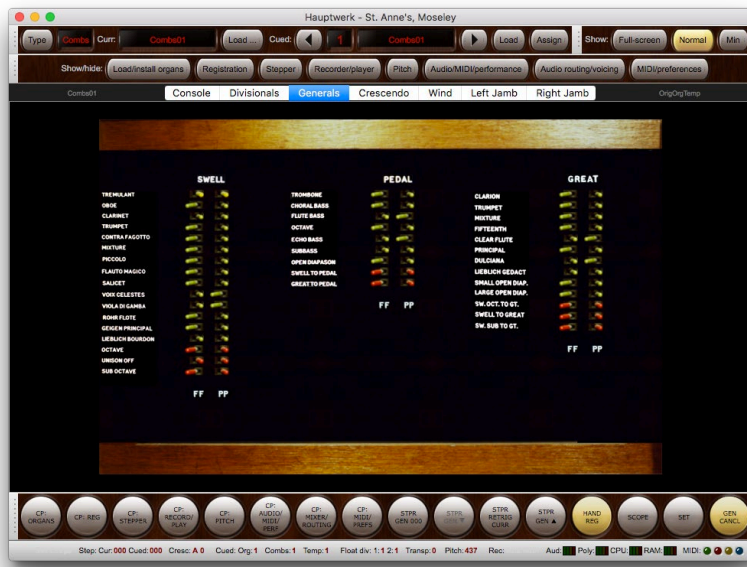 Hauptwerk - St. Anne's, Moseley
Type Combs Curr: Combs01 Load ... Cued: 1 Combs01 Load Assign Show: Full-screen Normal Min
Show/hide: Load/install organs Registration Stepper Recorder/player Pitch Audio/MIDI/performance Audio routing/voicing MIDI/preferences
Combs01 Console Divisionals Generals Crescendo Wind Left Jamb Right Jamb OrigOrgTemp
SWELL
TREMULANT
OBOE
CLARINET
TRUMPET
CONTRA FAGOTTO
MIXTURE
PICCOLO
FLAUTO MAGICO
SALICET
VOIX CELESTES
VIOLA DI GAMBA
ROHR FLOTE
GEIGEN PRINCIPAL
LIEBLICH BOURDON
OCTAVE
UNISON OFF
SUB OCTAVE
FF PP
PEDAL
TROMBONE
CHORAL BASS
FLUTE BASS
OCTAVE
ECHO BASS
SUBBASS
OPEN DIAPASON
SWELL TO PEDAL
GREAT TO PEDAL
FF PP
GREAT
CLARION
TRUMPET
MIXTURE
FIFTEENTH
CLEAR FLUTE
PRINCIPAL
DULCIANA
LIEBLICH GEDACT
SMALL OPEN DIAP.
LARGE OPEN DIAP.
SW. OCT. TO GT.
SWELL TO GREAT
SW. SUB TO GT.
FF PP
CP: ORGANS
CP: REG
CP: STEPPER
CP: RECORD/ PLAY
CP: PITCH
CP: AUDIO/ MIDI/ PERF
CP: MIXER/ ROUTING
CP: MIDI/ PREFS
STPR GEN 000
STPR GEN ▼
STPR RETRIG CURR
STPR GEN ▲
HAND REG
SCOPE
SET
GEN CANCL
Step: Cur: 000 Cued: 000 Cresc: A 0 Cued: Org: 1 Combs: 1 Temp: 1 Float div: 1: 1 2: 1 Transp: 0 Pitch: 437 Rec: Aud: Poly: CPU: RAM: MIDI: